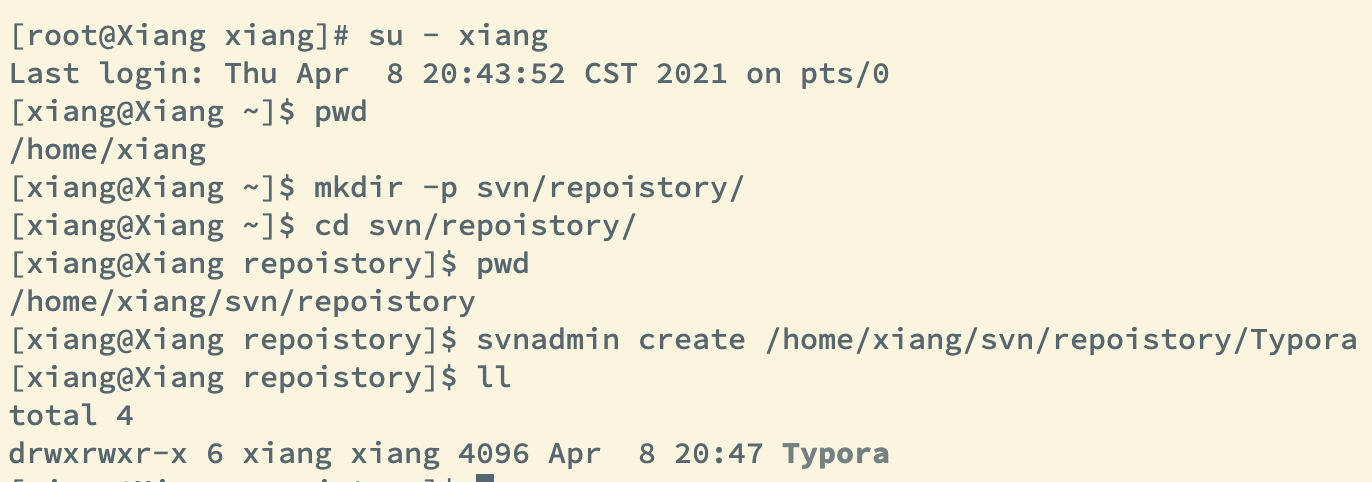 [root@Xiang xiang]# su - xiang
Last login: Thu Apr  8 20:43:52 CST 2021 on pts/0
[xiang@Xiang ~]$ pwd
/home/xiang
[xiang@Xiang ~]$ mkdir -p svn/repoistory/
[xiang@Xiang ~]$ cd svn/repoistory/
[xiang@Xiang repoistory]$ pwd
/home/xiang/svn/repoistory
[xiang@Xiang repoistory]$ svnadmin create /home/xiang/svn/repoistory/Typora
[xiang@Xiang repoistory]$ ll
total 4
drwxrwxr-x 6 xiang xiang 4096 Apr  8 20:47 Typora